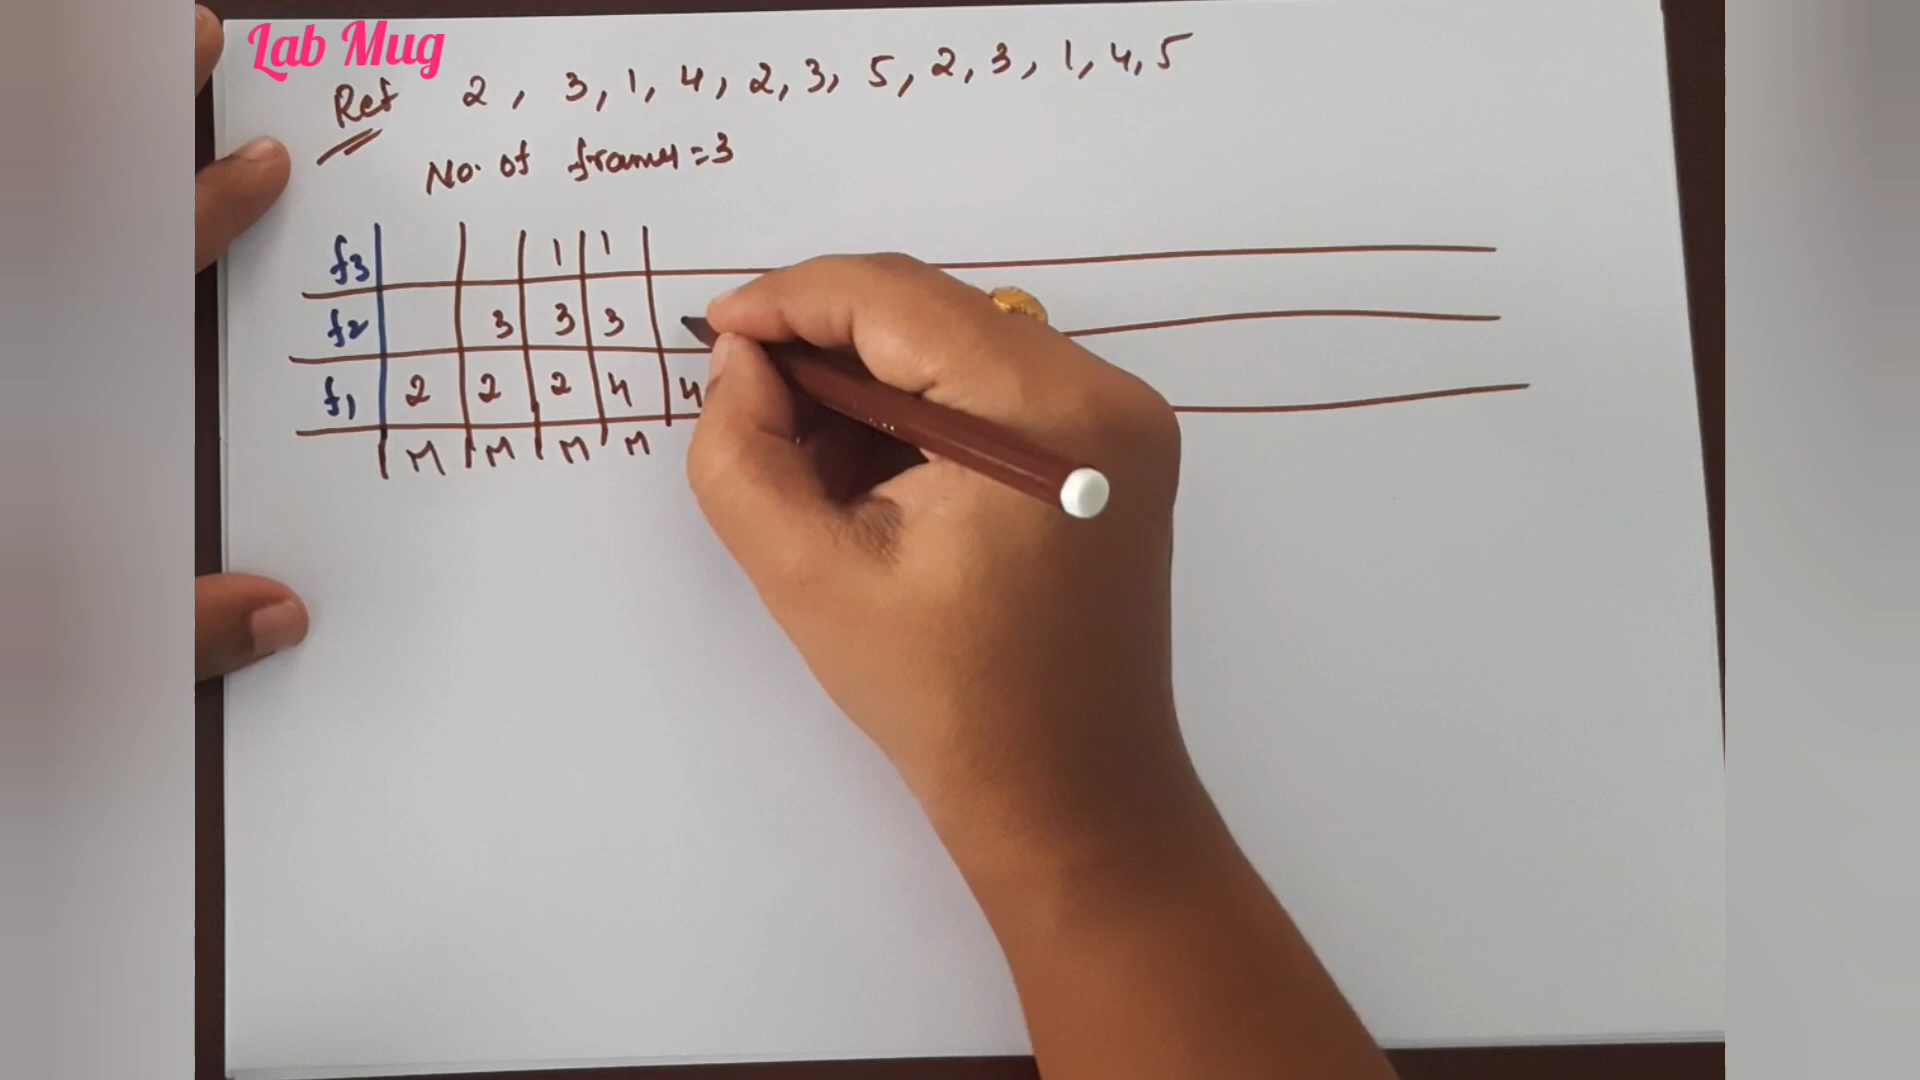 Lab Mug
Ref 2, 3, 1, 4, 2, 3, 5, 2, 3, 1, 4, 5
No. of frames = 3
f3 1 1
f2 3 3 3
f1 2 2 2 4 4
M M M M